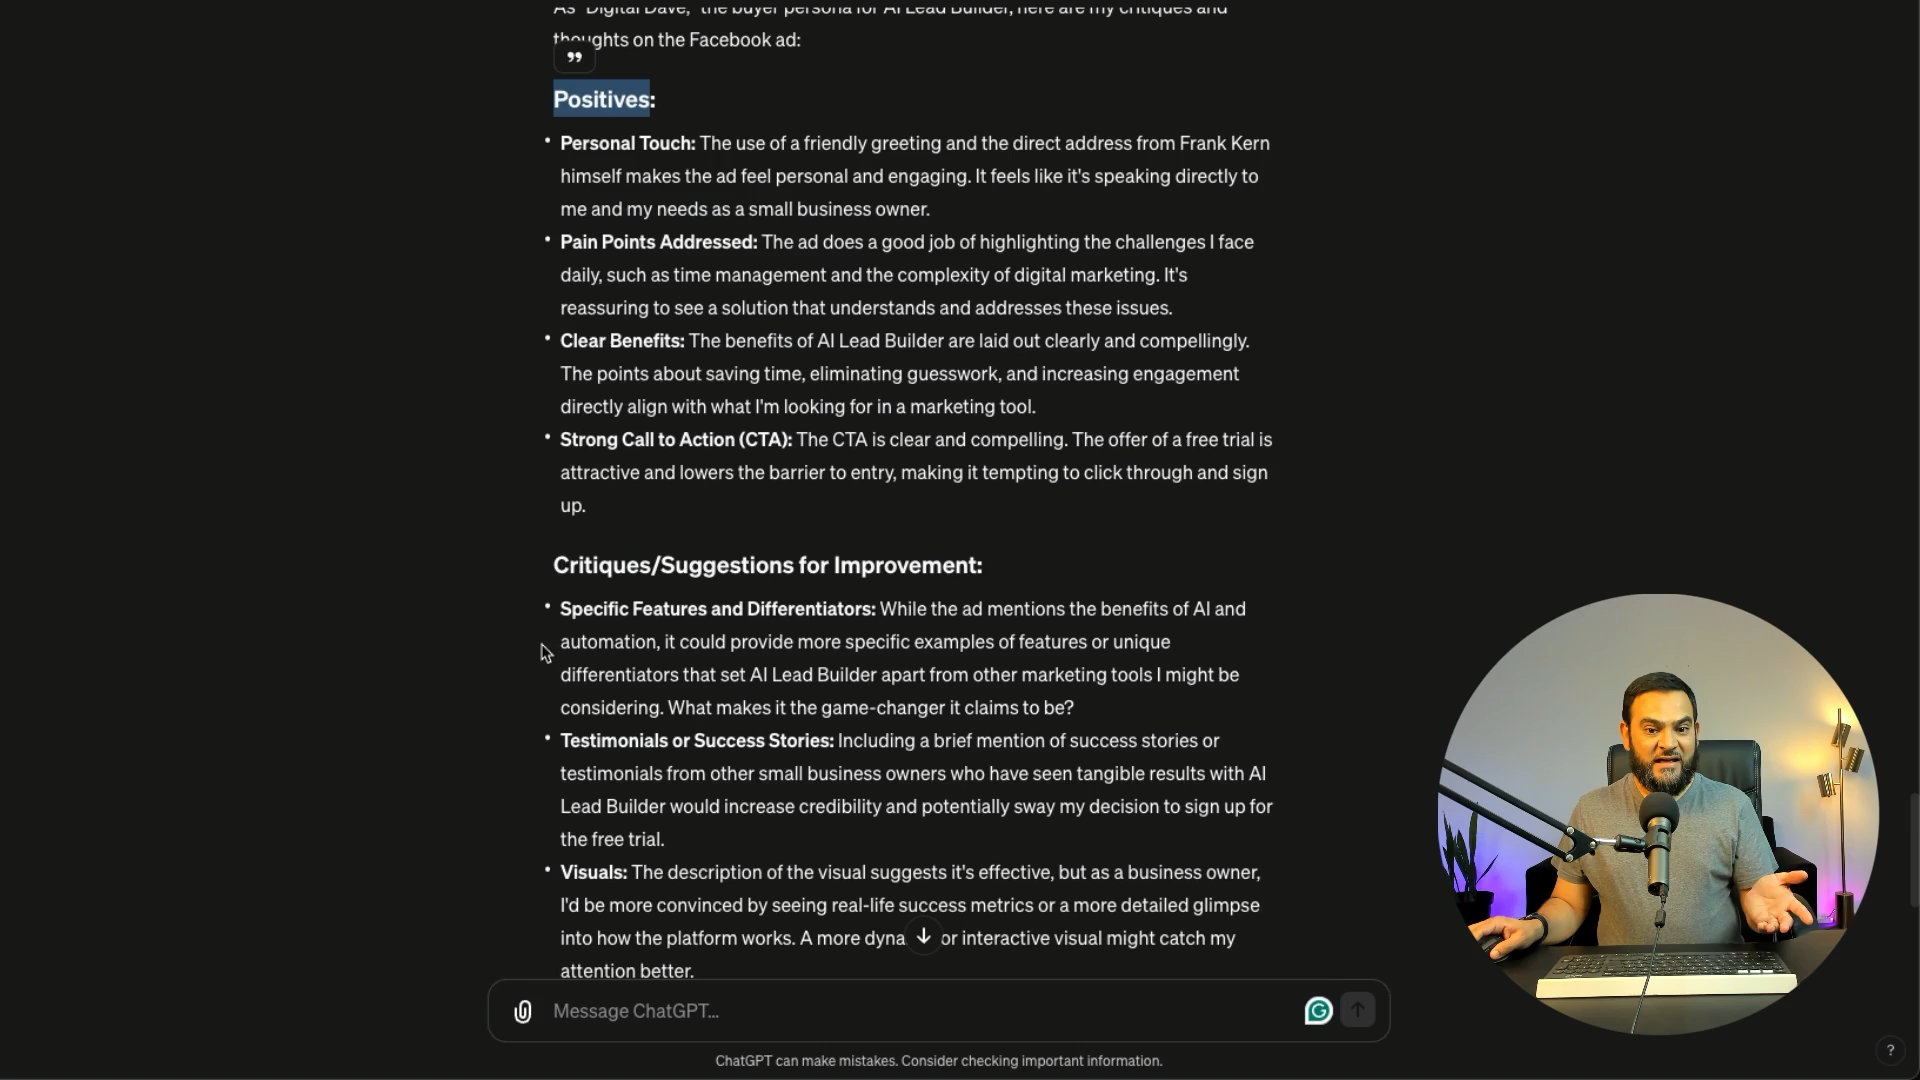 As "Digital Dave," the buyer persona for AI Lead Builder, here are my critiques and
thoughts on the Facebook ad:
Positives:
• Personal Touch: The use of a friendly greeting and the direct address from Frank Kern
himself makes the ad feel personal and engaging. It feels like it's speaking directly to
me and my needs as a small business owner.
• Pain Points Addressed: The ad does a good job of highlighting the challenges I face
daily, such as time management and the complexity of digital marketing. It's
reassuring to see a solution that understands and addresses these issues.
• Clear Benefits: The benefits of AI Lead Builder are laid out clearly and compellingly.
The points about saving time, eliminating guesswork, and increasing engagement
directly align with what I'm looking for in a marketing tool.
• Strong Call to Action (CTA): The CTA is clear and compelling. The offer of a free trial is
attractive and lowers the barrier to entry, making it tempting to click through and sign
up.
Critiques/Suggestions for Improvement:
• Specific Features and Differentiators: While the ad mentions the benefits of AI and
automation, it could provide more specific examples of features or unique
differentiators that set AI Lead Builder apart from other marketing tools I might be
considering. What makes it the game-changer it claims to be?
• Testimonials or Success Stories: Including a brief mention of success stories or
testimonials from other small business owners who have seen tangible results with AI
Lead Builder would increase credibility and potentially sway my decision to sign up for
the free trial.
• Visuals: The description of the visual suggests it's effective, but as a business owner,
I'd be more convinced by seeing real-life success metrics or a more detailed glimpse
into how the platform works. A more dyna or interactive visual might catch my
attention better.
Message ChatGPT...
ChatGPT can make mistakes. Consider checking important information.
?